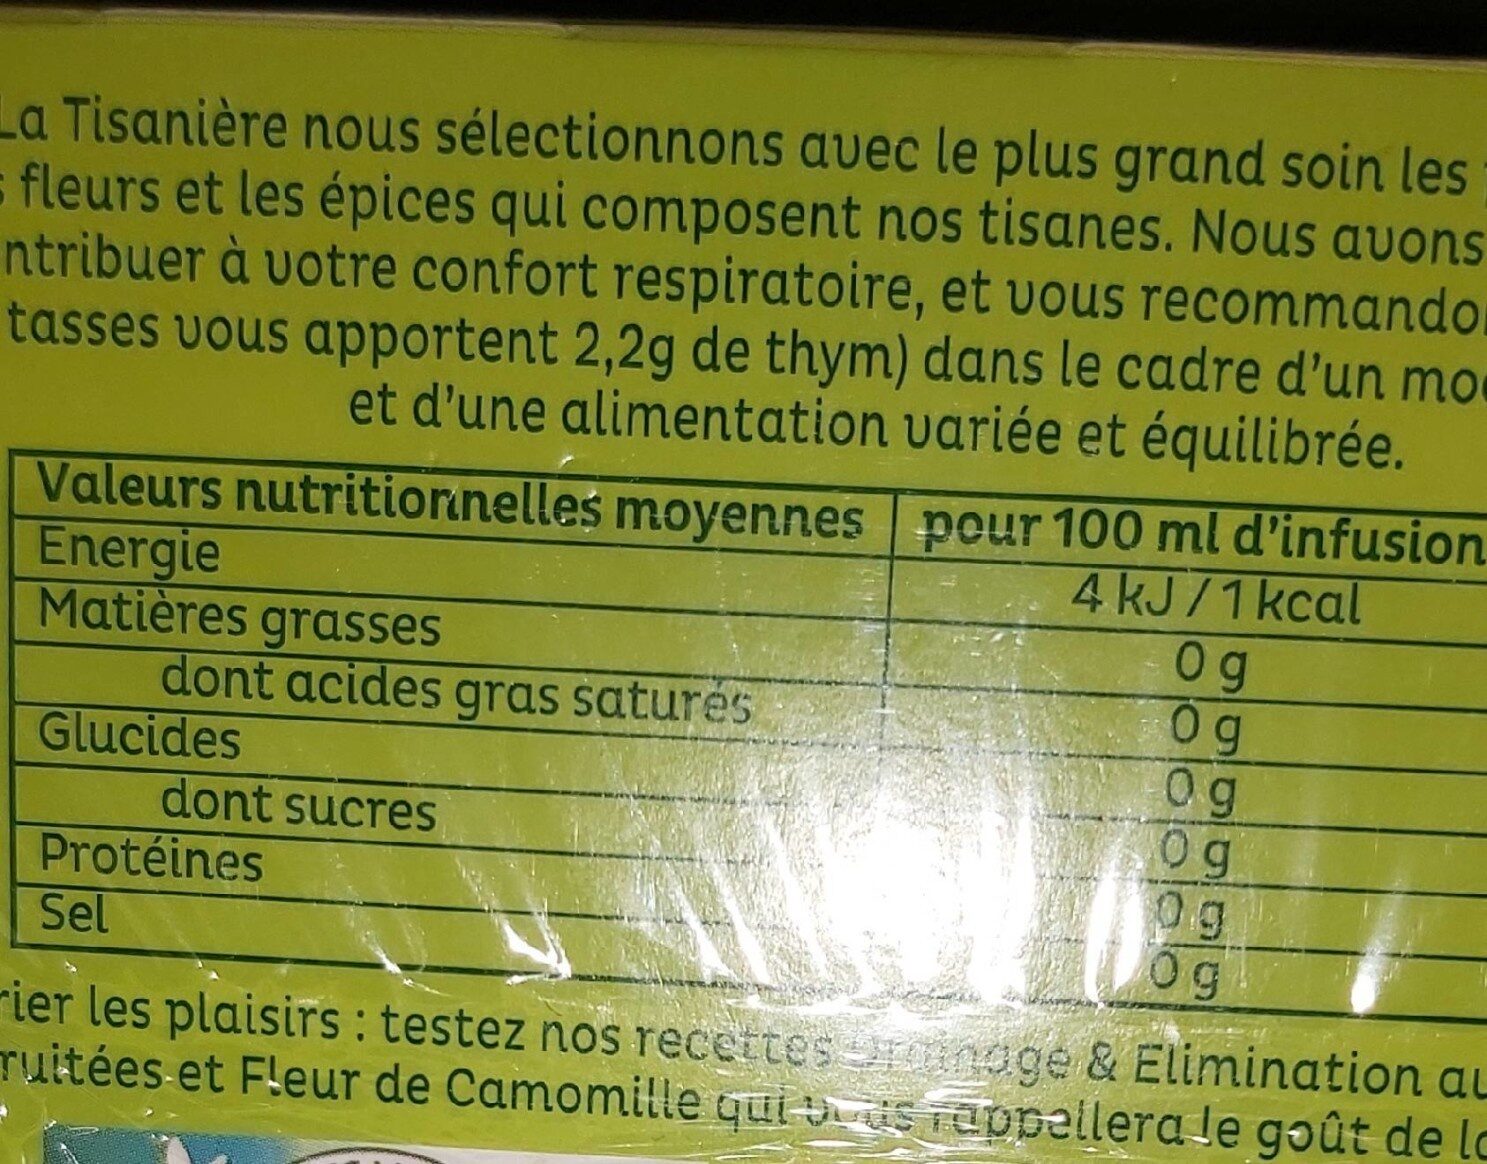 La Tisanière nous sélectionnons avec le plus grand soin les
fleurs et les épices qui composent nos tisanes. Nous avons
ntribuer à votre confort respiratoire, et vous recommando
tasses vous apportent 2,2g de thym) dans le cadre d'un mo
et d'une alimentation variée et équilibrée.
Valeurs nutritionnelles moyennes pour 100 ml d'infusion
Energie 4 kJ / 1 kcal
Matières grasses 0 g
dont acides gras saturés 0 g
Glucides 0 g
dont sucres 0 g
Protéines 0 g
Sel 0 g
rier les plaisirs : testez nos recettes Drainage & Elimination au
ruitées et Fleur de Camomille qui vous rappellera le goût de la